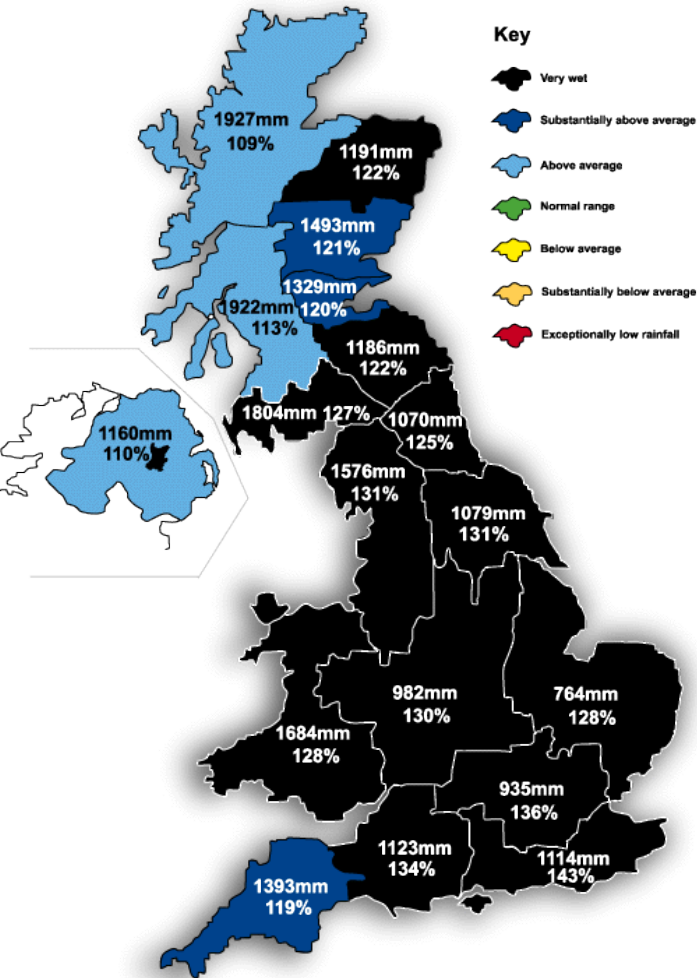 Key
Very wet
Substantially above average
Above average
Normal range
Below average
Substantially below average
Exceptionally low rainfall
1927mm
109%
1191mm
122%
1493mm
121%
1329mm
120%
1922mm
113%
1186mm
122%
1804mm 127%
1070mm
125%
1160mm
110%
1576mm
131%
1079mm
131%
982mm
130%
764mm
128%
1684mm
128%
935mm
136%
1123mm
134%
1114mm
143%
1393mm
119%